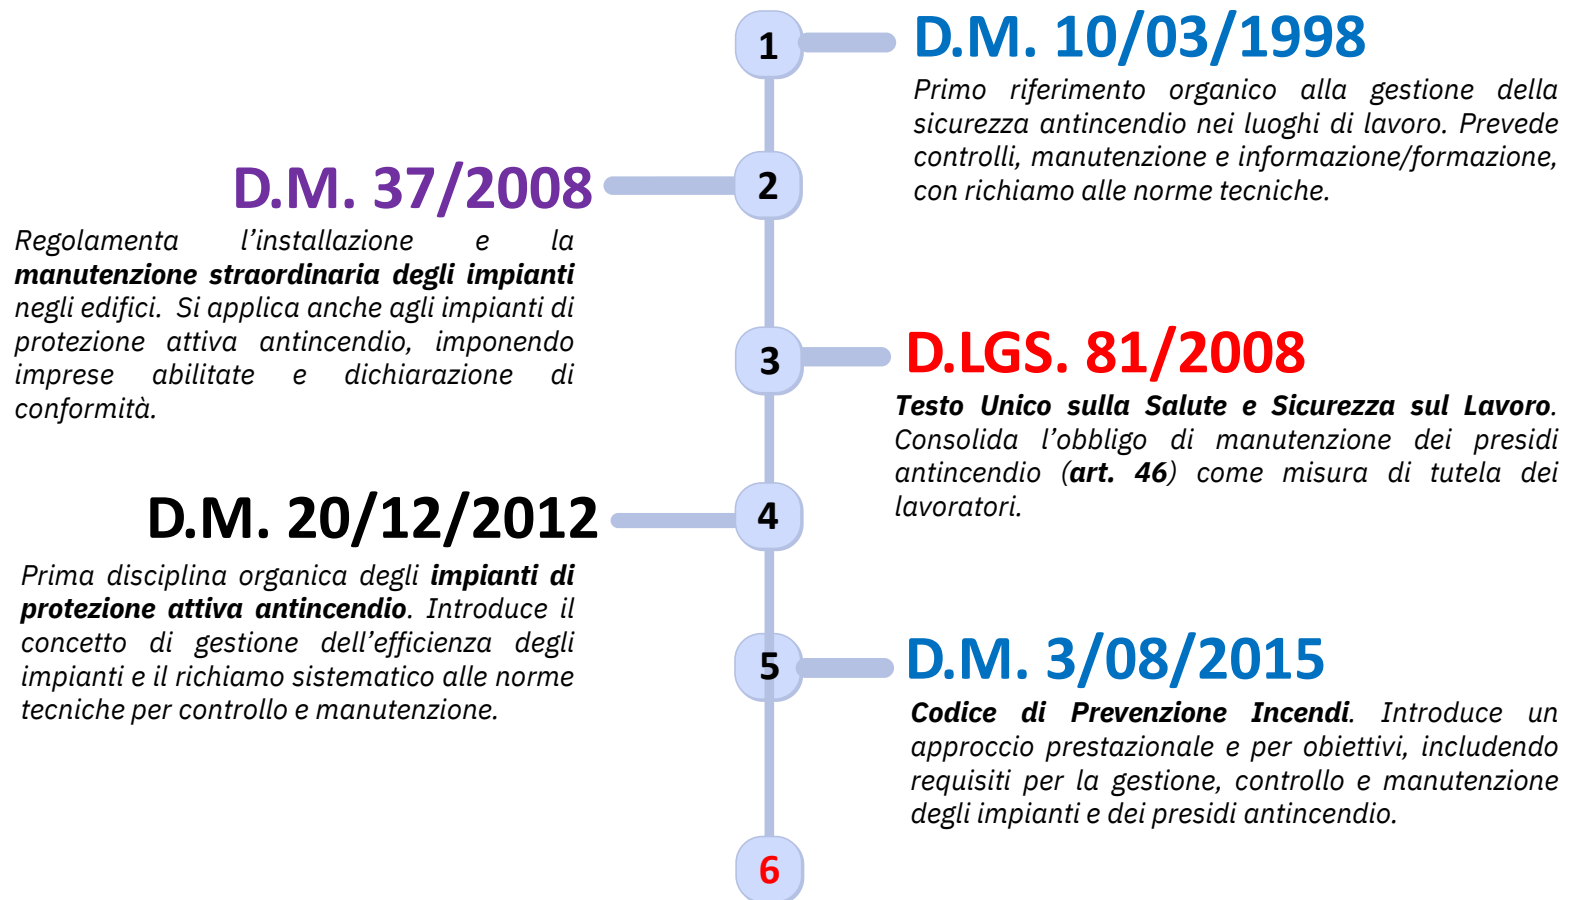 1
D.M. 10/03/1998
Primo riferimento organico alla gestione della
sicurezza antincendio nei luoghi di lavoro. Prevede
controlli, manutenzione e informazione/formazione,
con richiamo alle norme tecniche.
2
D.M. 37/2008
Regolamenta l’installazione e la
manutenzione straordinaria degli impianti
negli edifici. Si applica anche agli impianti di
protezione attiva antincendio, imponendo
imprese abilitate e dichiarazione di
conformità.
3
D.LGS. 81/2008
Testo Unico sulla Salute e Sicurezza sul Lavoro.
Consolida l’obbligo di manutenzione dei presidi
antincendio (art. 46) come misura di tutela dei
lavoratori.
4
D.M. 20/12/2012
Prima disciplina organica degli impianti di
protezione attiva antincendio. Introduce il
concetto di gestione dell’efficienza degli
impianti e il richiamo sistematico alle norme
tecniche per controllo e manutenzione.
5
D.M. 3/08/2015
Codice di Prevenzione Incendi. Introduce un
approccio prestazionale e per obiettivi, includendo
requisiti per la gestione, controllo e manutenzione
degli impianti e dei presidi antincendio.
6